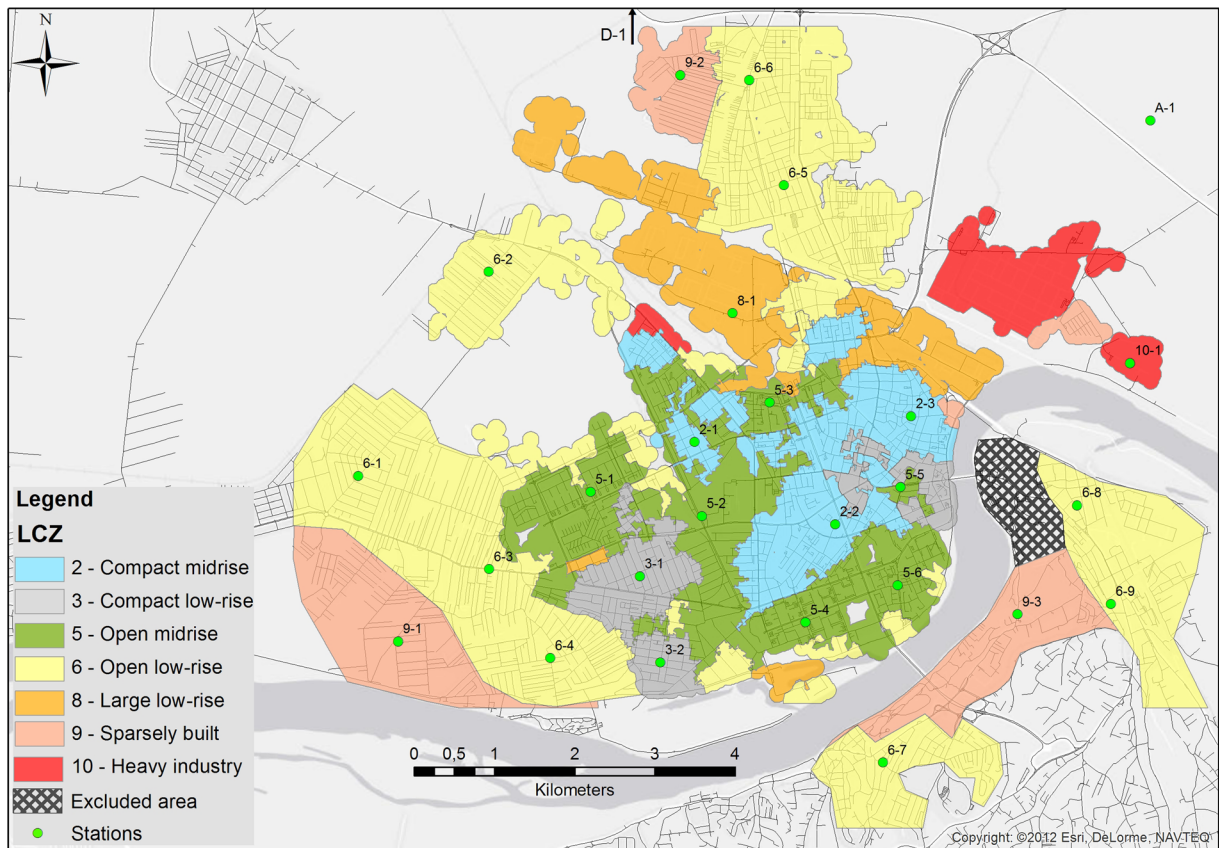 N
D-1
9-2
6-6
A-1
6-5
6-2
8-1
10-1
5-3
2-3
2-1
6-1
5-1
5-5
6-8
5-2
2-2
6-3
3-1
5-6
6-9
9-3
5-4
9-1
6-4
3-2
6-7
Legend
LCZ
2 - Compact midrise
3 - Compact low-rise
5 - Open midrise
6 - Open low-rise
8 - Large low-rise
9 - Sparsely built
10 - Heavy industry
Excluded area
Stations
0 0,5 1 2 3 4
Kilometers
Copyright: ©2012 Esri, DeLorme, NAVTEQ